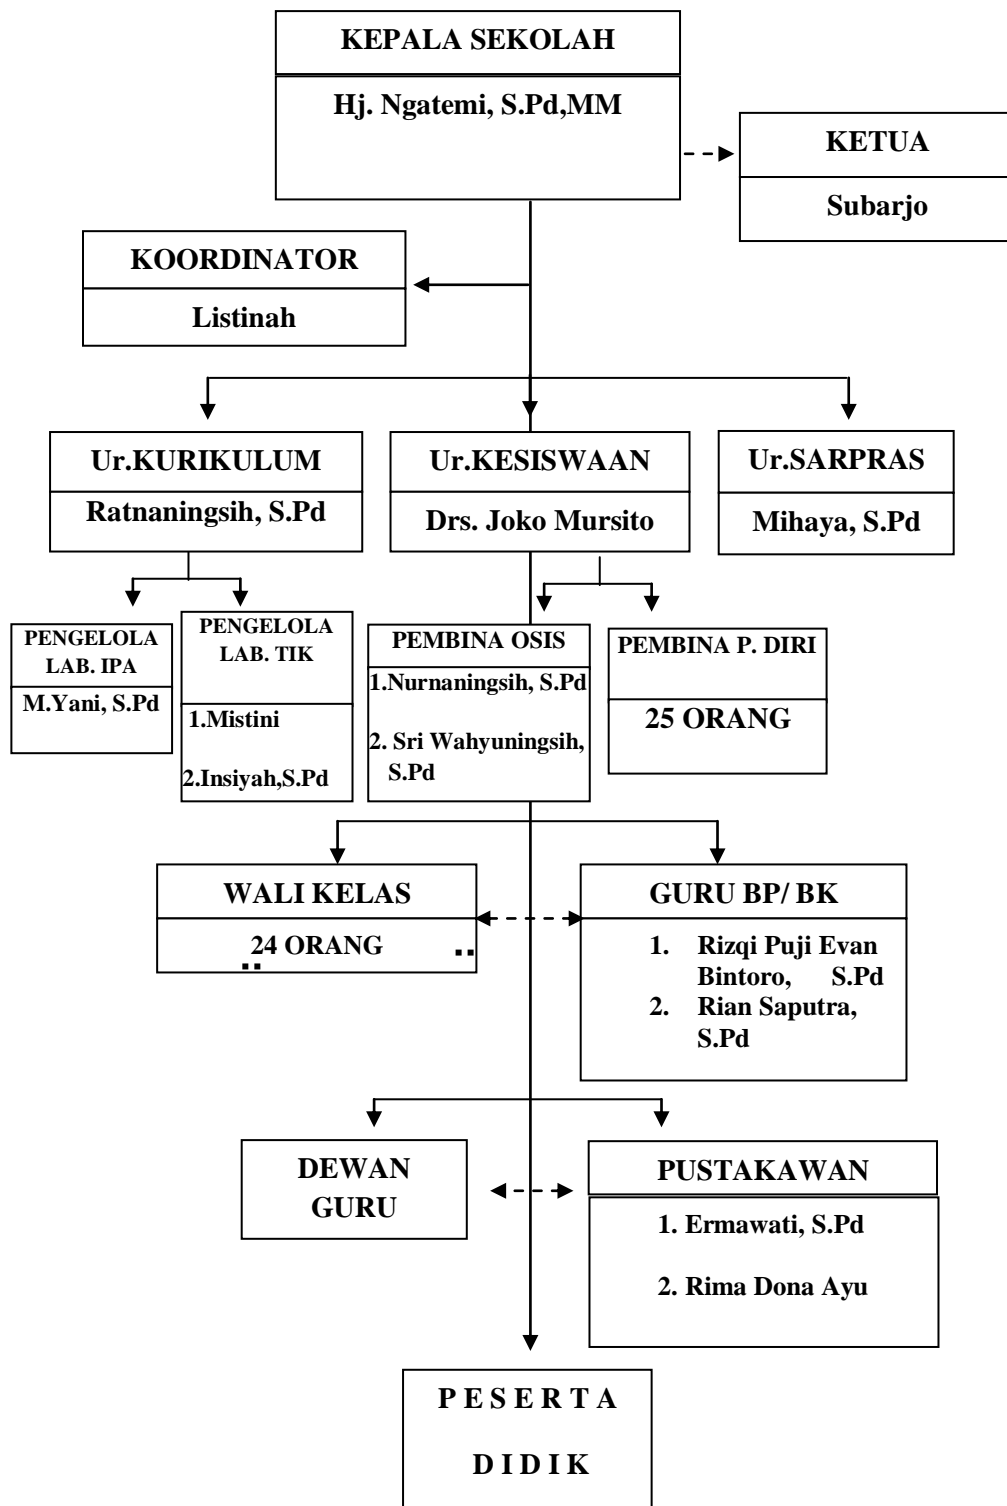 KEPALA SEKOLAH
Hj. Ngatemi, S.Pd,MM
KETUA
Subarjo
KOORDINATOR
Listinah
Ur.KURIKULUM
Ratnaningsih, S.Pd
Ur.KESISWAAN
Drs. Joko Mursito
Ur.SARPRAS
Mihaya, S.Pd
PENGELOLA
LAB. IPA
M.Yani, S.Pd
PENGELOLA
LAB. TIK
1.Mistini
2.Insiyah,S.Pd
PEMBINA OSIS
1.Nurnaningsih, S.Pd
2. Sri Wahyuningsih,
S.Pd
PEMBINA P. DIRI
25 ORANG
WALI KELAS
24 ORANG
GURU BP/ BK
1. Rizqi Puji Evan
Bintoro, S.Pd
2. Rian Saputra,
S.Pd
DEWAN
GURU
PUSTAKAWAN
1. Ermawati, S.Pd
2. Rima Dona Ayu
P E S E R T A
D I D I K